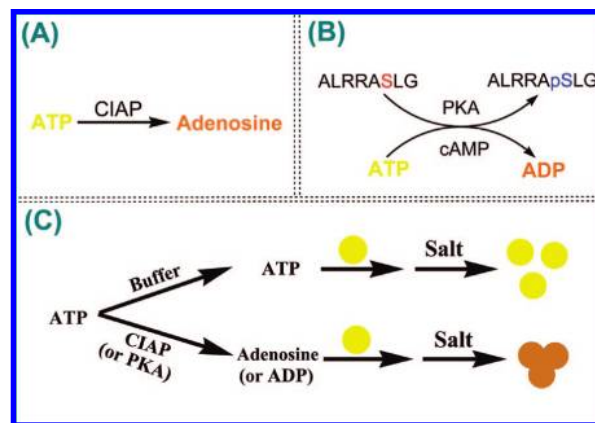 (A)
CIAP
ATP
Adenosine
(B)
ALRRASLG
ALRRApSLG
PKA
cAMP
ATP
ADP
(C)
ATP
Buffer
ATP
Salt
CIAP
(or PKA)
Adenosine
(or ADP)
Salt